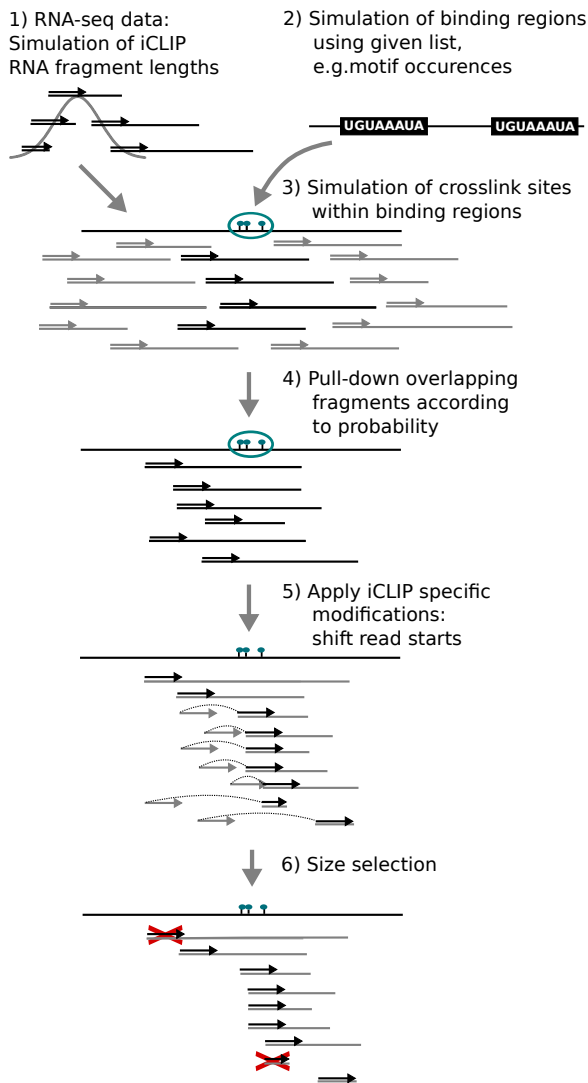 1) RNA-seq data:
Simulation of iCLIP
RNA fragment lengths
2) Simulation of binding regions
using given list,
e.g.motif occurences
UGUAAAUA UGUAAAUA
3) Simulation of crosslink sites
within binding regions
4) Pull-down overlapping
fragments according
to probability
5) Apply iCLIP specific
modifications:
shift read starts
6) Size selection